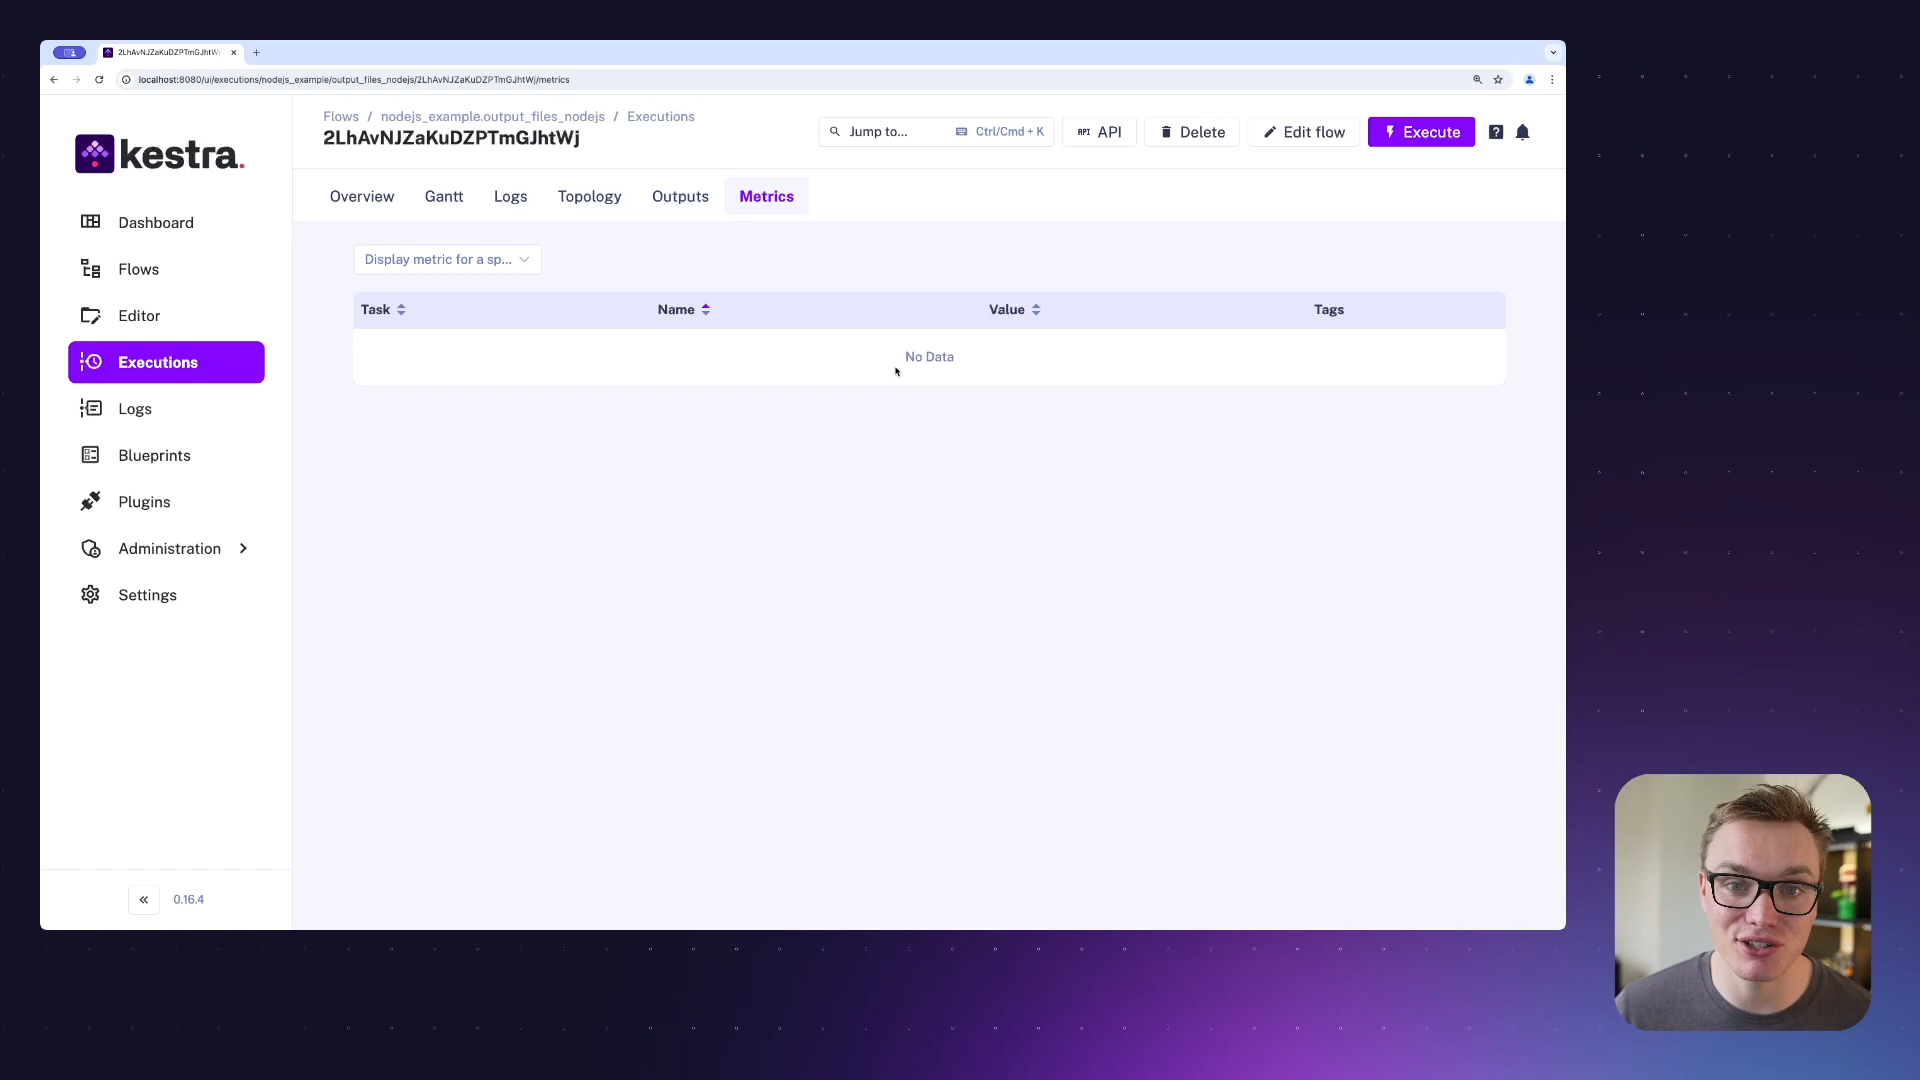 2LhAvNJZaKuDZPTmGJhtWj
localhost:8080/ui/executions/nodejs_example/output_files_nodejs/2LhAvNJZaKuDZPTmGJhtWj/metrics
kestra.
Dashboard
Flows
Editor
Executions
Logs
Blueprints
Plugins
Administration
Settings
0.16.4
Flows / nodejs_example.output_files_nodejs / Executions
2LhAvNJZaKuDZPTmGJhtWj
Jump to... Ctrl/Cmd + K
API API
Delete
Edit flow
Execute
Overview Gantt Logs Topology Outputs Metrics
Display metric for a sp...
Task Name Value Tags
No Data